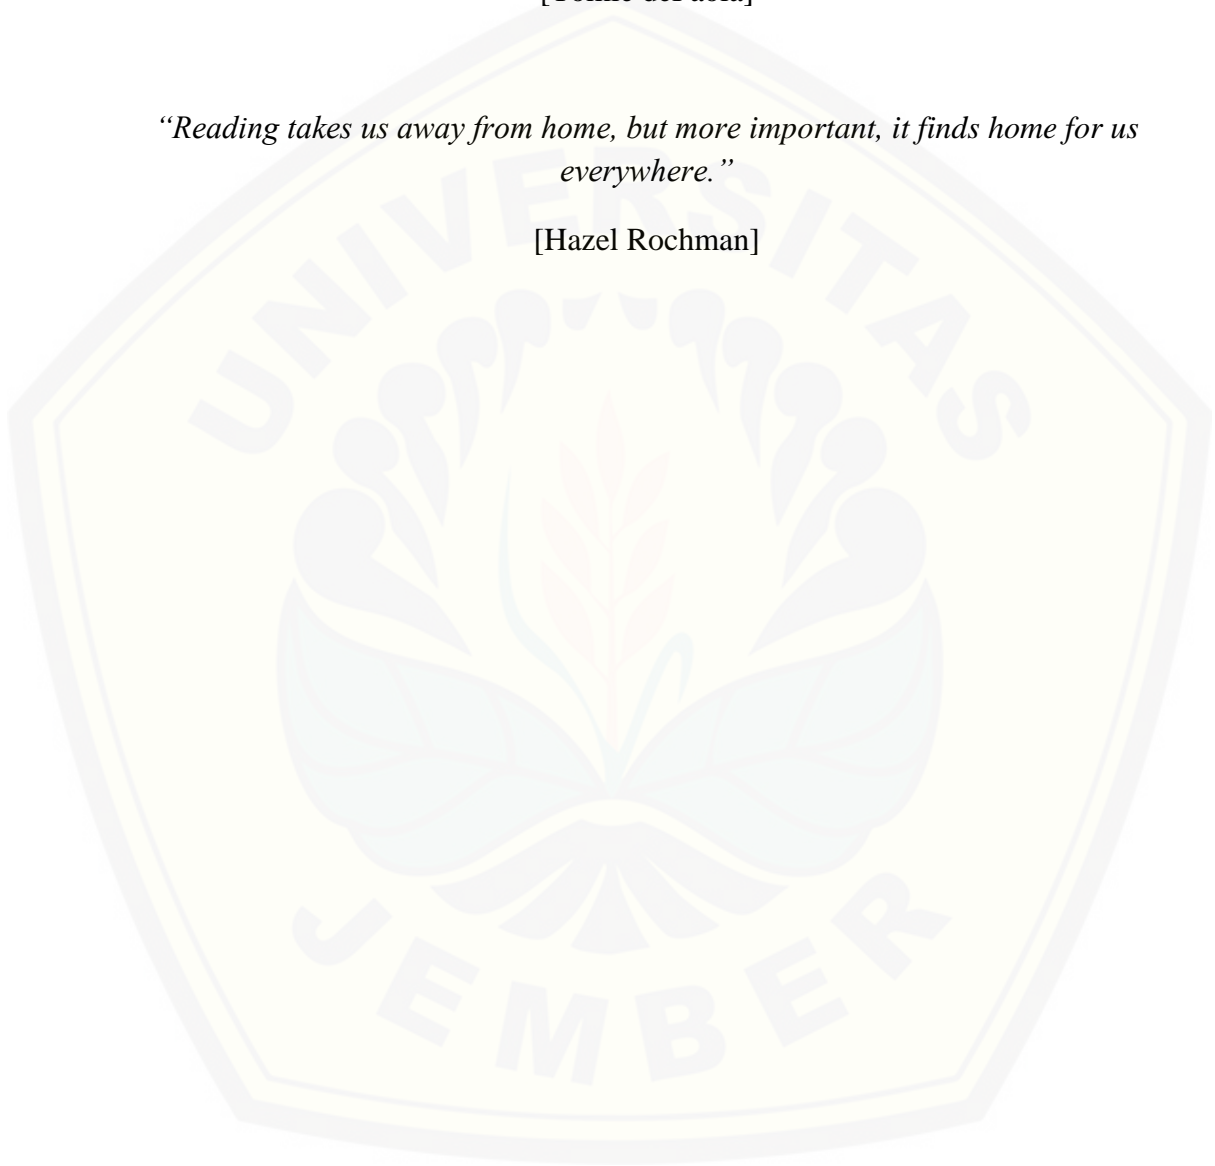 “Reading takes us away from home, but more important, it finds home for us
everywhere.”
[Hazel Rochman]
UNIVERSITAS
JEMBER